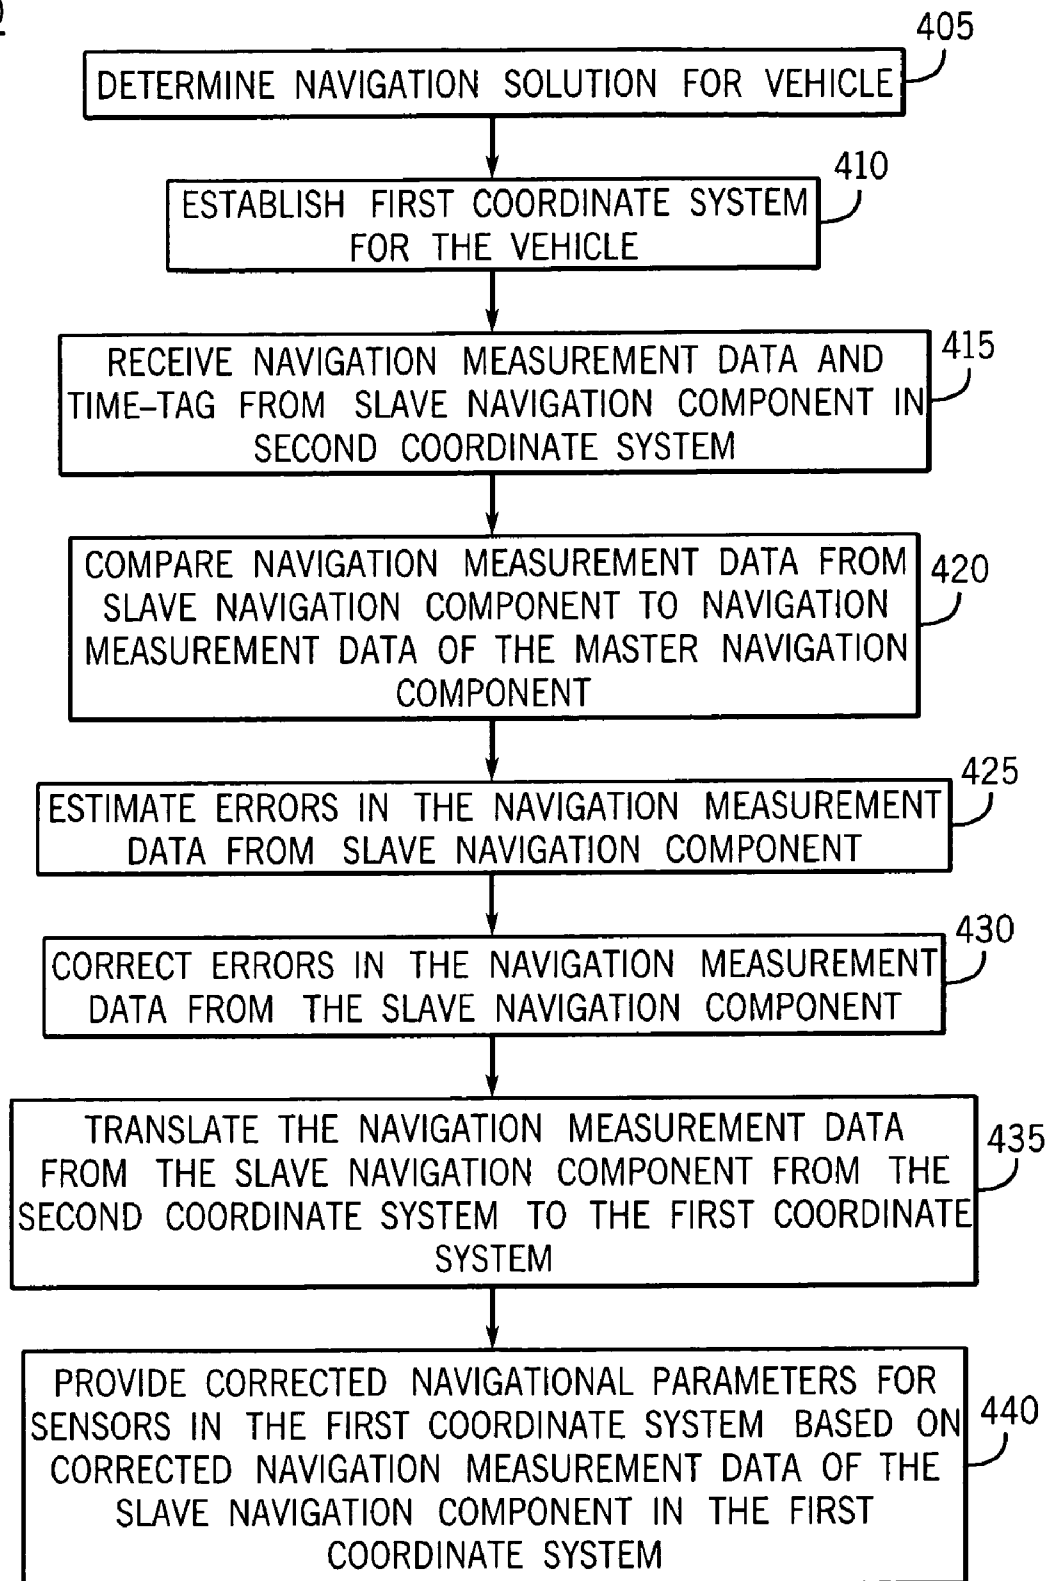 405
DETERMINE NAVIGATION SOLUTION FOR VEHICLE
410
ESTABLISH FIRST COORDINATE SYSTEM
FOR THE VEHICLE
415
RECEIVE NAVIGATION MEASUREMENT DATA AND
TIME-TAG FROM SLAVE NAVIGATION COMPONENT IN
SECOND COORDINATE SYSTEM
420
COMPARE NAVIGATION MEASUREMENT DATA FROM
SLAVE NAVIGATION COMPONENT TO NAVIGATION
MEASUREMENT DATA OF THE MASTER NAVIGATION
COMPONENT
425
ESTIMATE ERRORS IN THE NAVIGATION MEASUREMENT
DATA FROM SLAVE NAVIGATION COMPONENT
430
CORRECT ERRORS IN THE NAVIGATION MEASUREMENT
DATA FROM THE SLAVE NAVIGATION COMPONENT
435
TRANSLATE THE NAVIGATION MEASUREMENT DATA
FROM THE SLAVE NAVIGATION COMPONENT FROM THE
SECOND COORDINATE SYSTEM TO THE FIRST COORDINATE
SYSTEM
440
PROVIDE CORRECTED NAVIGATIONAL PARAMETERS FOR
SENSORS IN THE FIRST COORDINATE SYSTEM BASED ON
CORRECTED NAVIGATION MEASUREMENT DATA OF THE
SLAVE NAVIGATION COMPONENT IN THE FIRST
COORDINATE SYSTEM